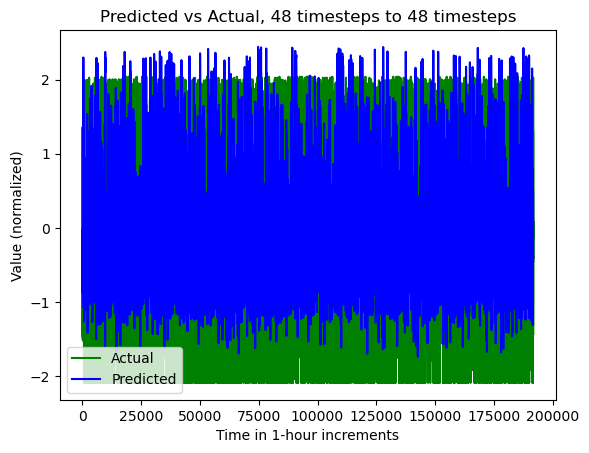 Predicted vs Actual, 48 timesteps to 48 timesteps
2
1
0
−1
−2
Value (normalized)
Actual
Predicted
0 25000 50000 75000 100000 125000 150000 175000 200000
Time in 1-hour increments